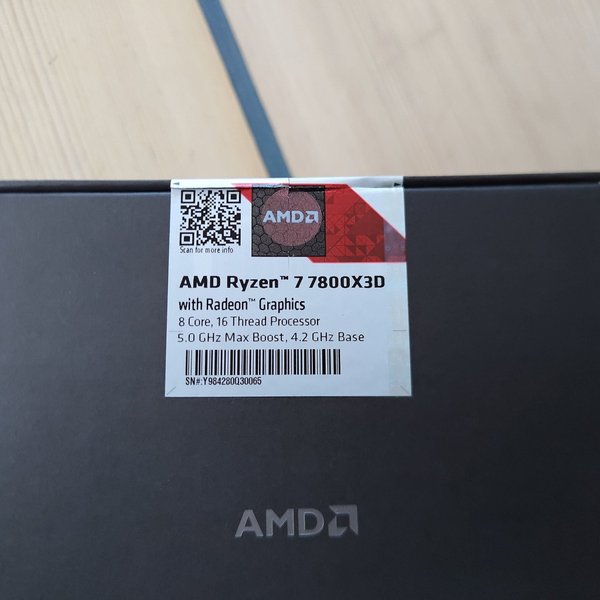 Scan for more info
AMD
AMD Ryzen™ 7 7800X3D
with Radeon™ Graphics
8 Core, 16 Thread Processor
5.0 GHz Max Boost, 4.2 GHz Base
SN#:Y984280Q30065
AMD